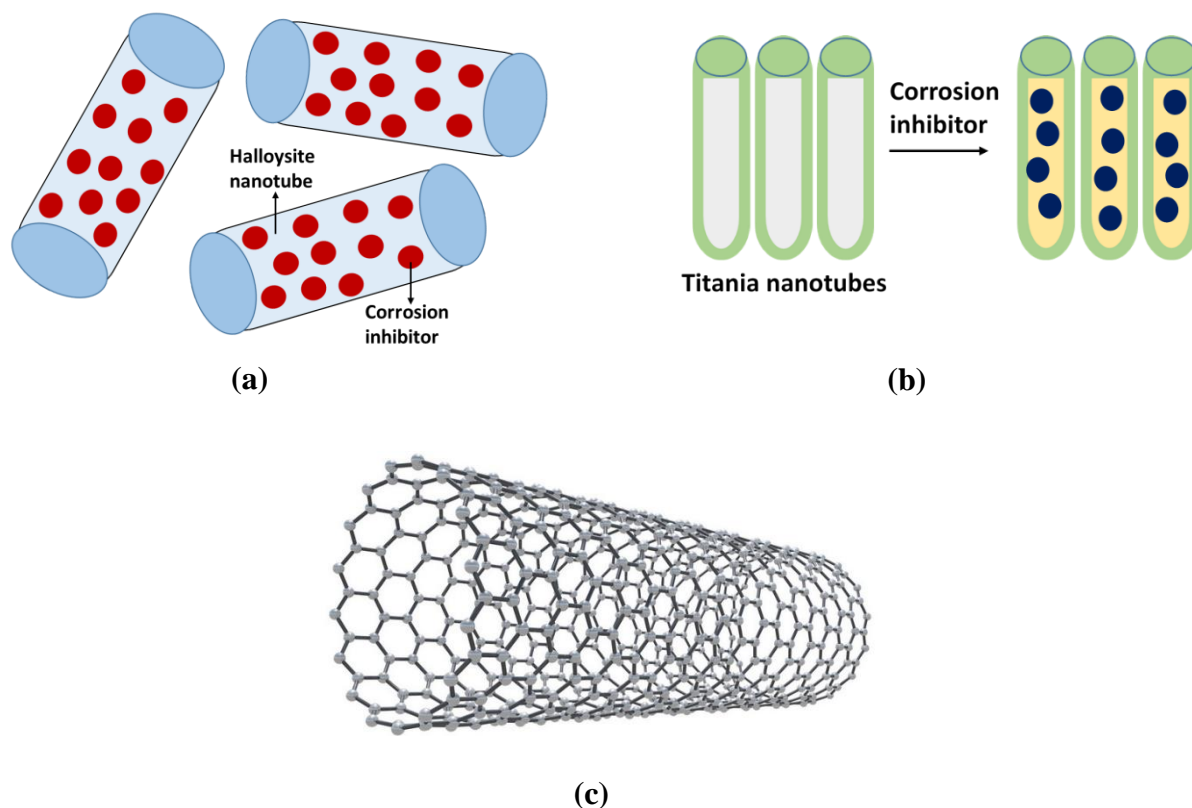 Halloysite
nanotube
Corrosion
inhibitor
(a)
Corrosion
inhibitor
Titania nanotubes
(b)
(c)